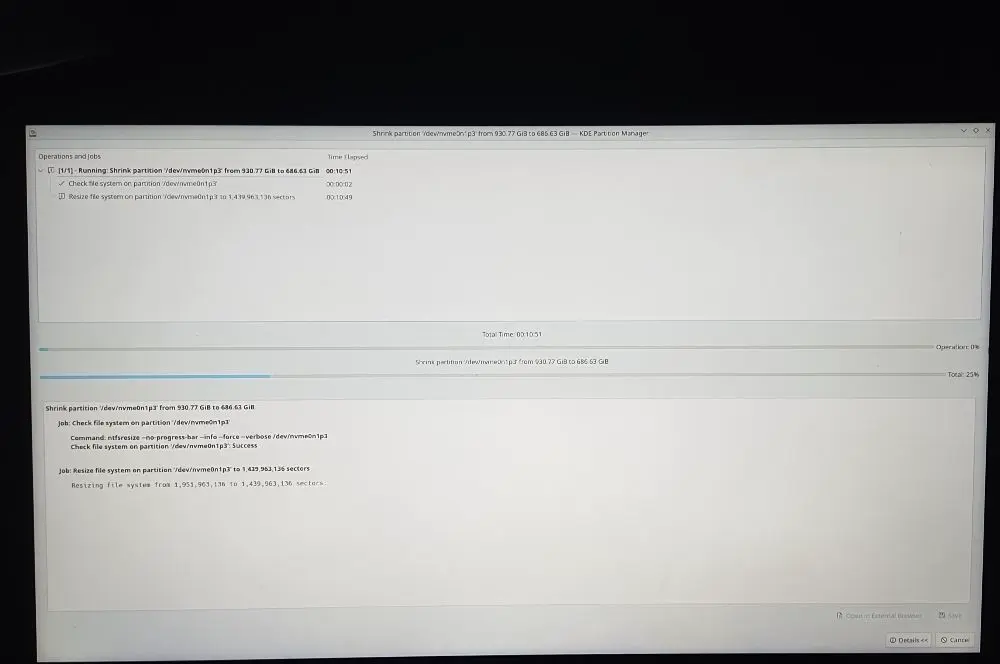 Shrink partition '/dev/nvme0n1p3' from 930.77 GiB to 686.63 GiB — KDE Partition Manager
Operations and Jobs Time Elapsed
[1/1] - Running: Shrink partition '/dev/nvme0n1p3' from 930.77 GiB to 686.63 GiB 00:10:51
Check file system on partition '/dev/nvme0n1p3' 00:00:02
Resize file system on partition '/dev/nvme0n1p3' to 1,439,963,136 sectors 00:10:49
Total Time: 00:10:51
Operation: 0%
Shrink partition '/dev/nvme0n1p3' from 930.77 GiB to 686.63 GiB
Total: 25%
Shrink partition '/dev/nvme0n1p3' from 930.77 GiB to 686.63 GiB
Job: Check file system on partition '/dev/nvme0n1p3'
Command: ntfsresize --no-progress-bar --info --force --verbose /dev/nvme0n1p3
Check file system on partition '/dev/nvme0n1p3': Success
Job: Resize file system on partition '/dev/nvme0n1p3' to 1,439,963,136 sectors
Resizing file system from 1,951,963,136 to 1,439,963,136 sectors.
Open in External Browser Save
Details << Cancel